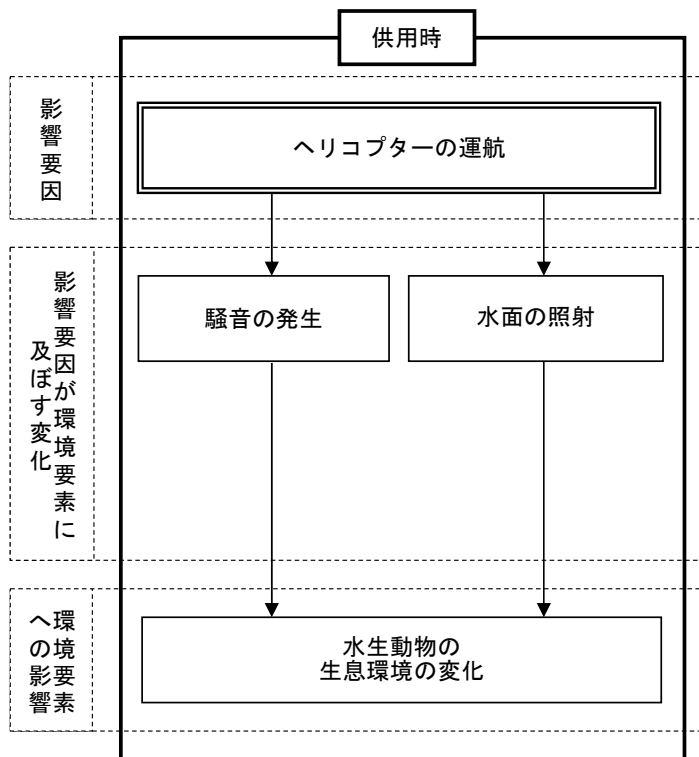 供用時
影響要因
ヘリコプターの運航
影響要因が環境要素に
及ぼす変化
騒音の発生
水面の照射
環境要素
への影響
水生動物の
生息環境の変化